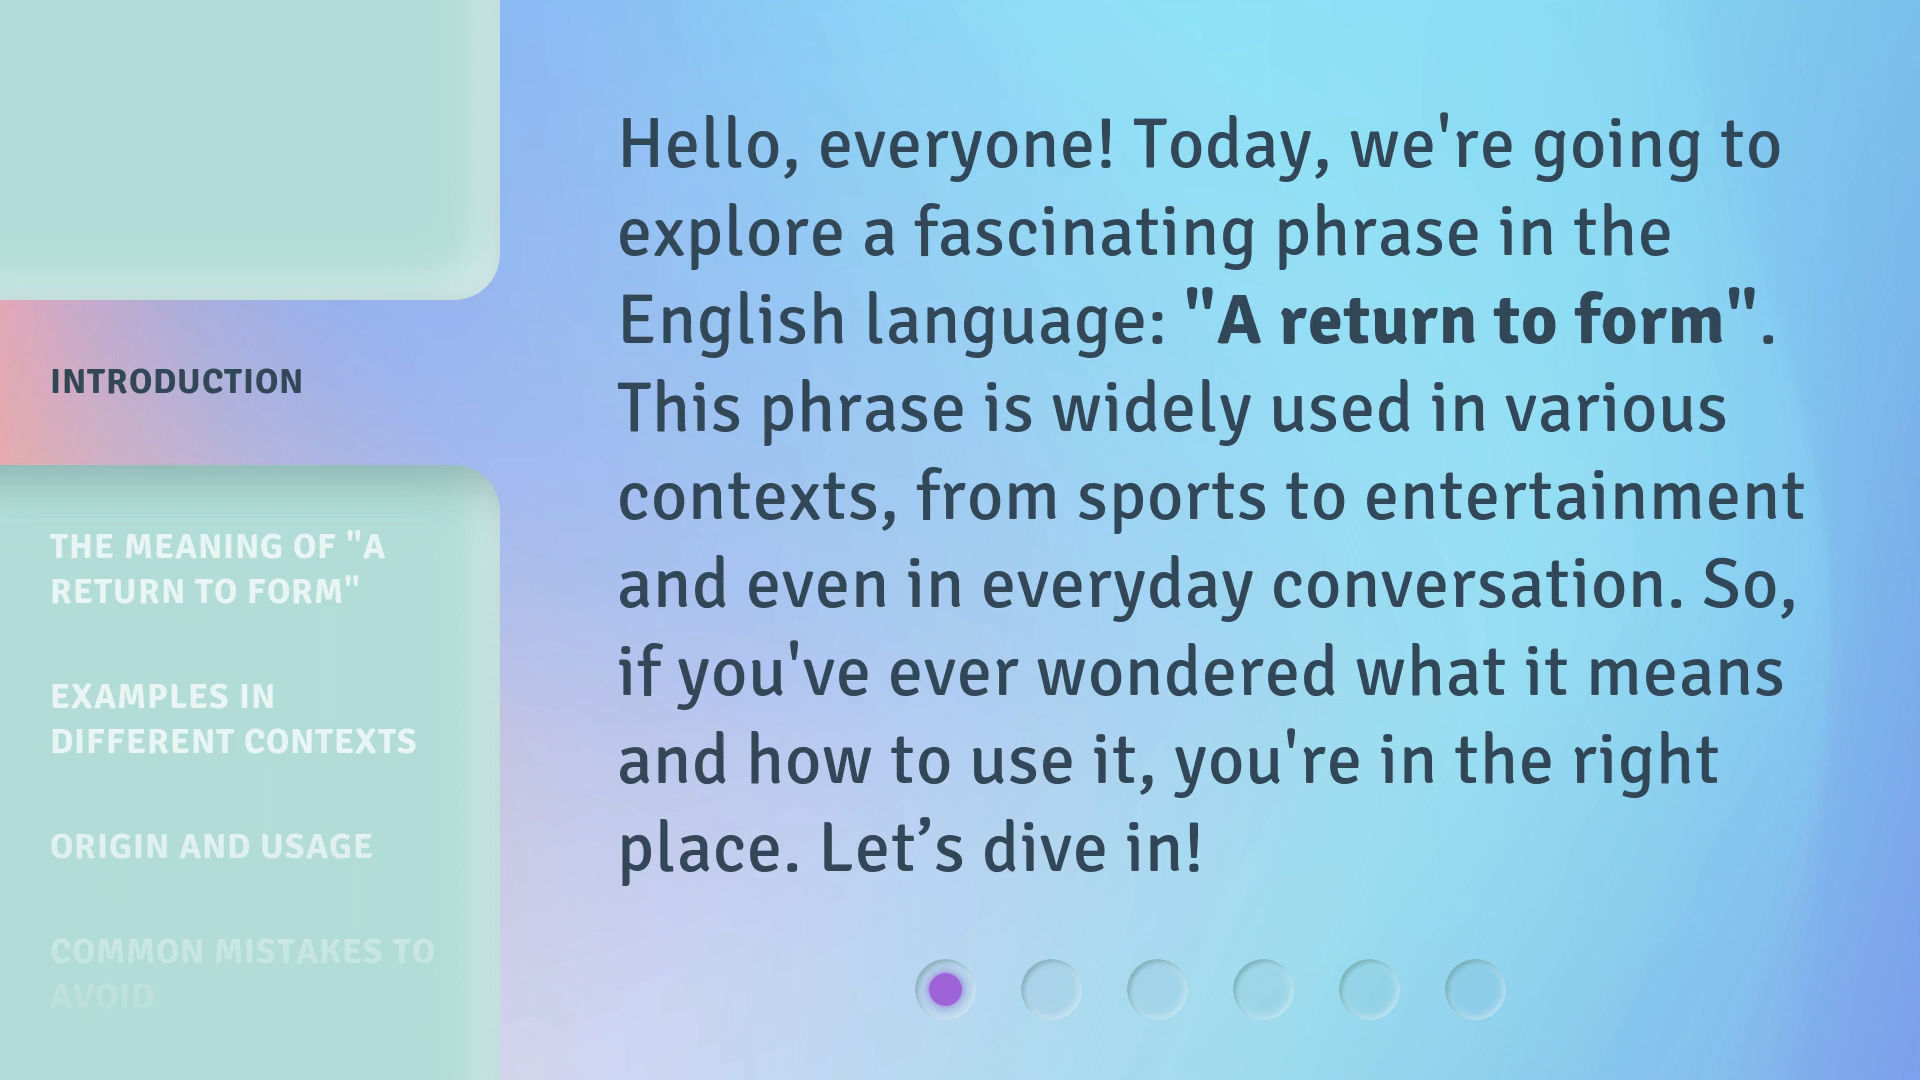 INTRODUCTION
THE MEANING OF "A
RETURN TO FORM"
EXAMPLES IN
DIFFERENT CONTEXTS
ORIGIN AND USAGE
COMMON MISTAKES TO
AVOID
Hello, everyone! Today, we're going to
explore a fascinating phrase in the
English language: "A return to form".
This phrase is widely used in various
contexts, from sports to entertainment
and even in everyday conversation. So,
if you've ever wondered what it means
and how to use it, you're in the right
place. Let’s dive in!